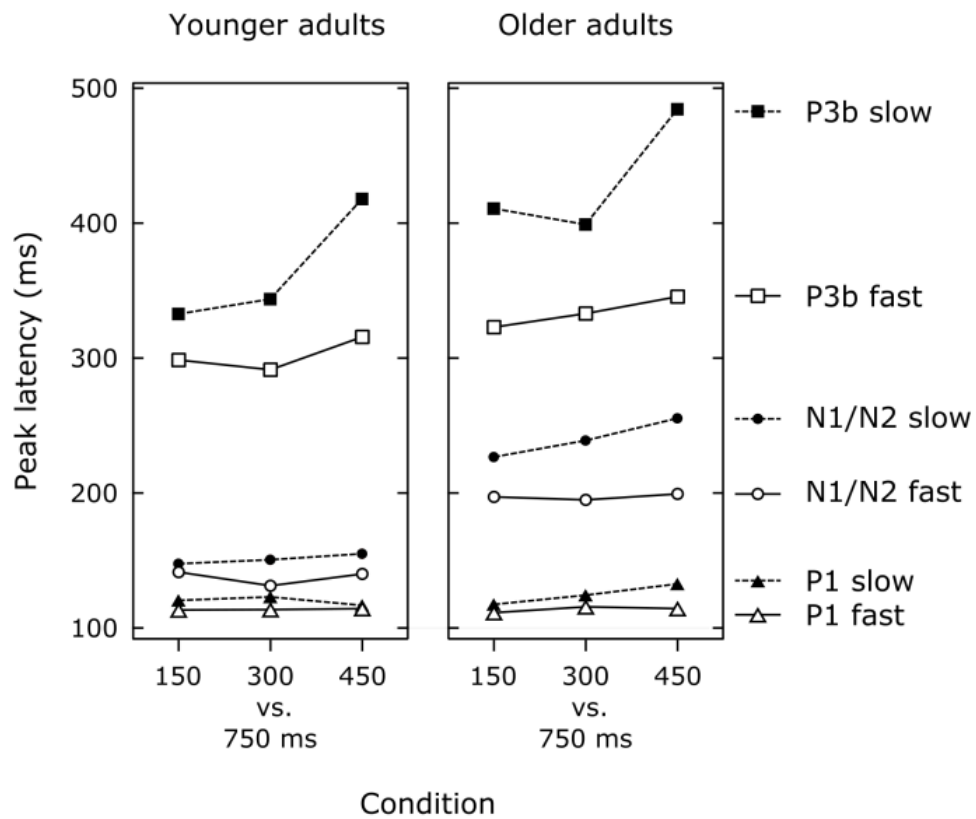 Younger adults
Older adults
Peak latency (ms)
500
400
300
200
100
150 300 450
vs.
750 ms
150 300 450
vs.
750 ms
Condition
P3b slow
P3b fast
N1/N2 slow
N1/N2 fast
P1 slow
P1 fast